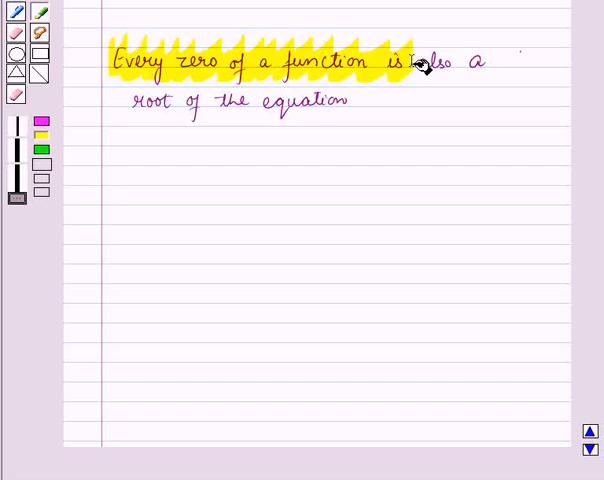 Every zero of a function is also a
root of the equation